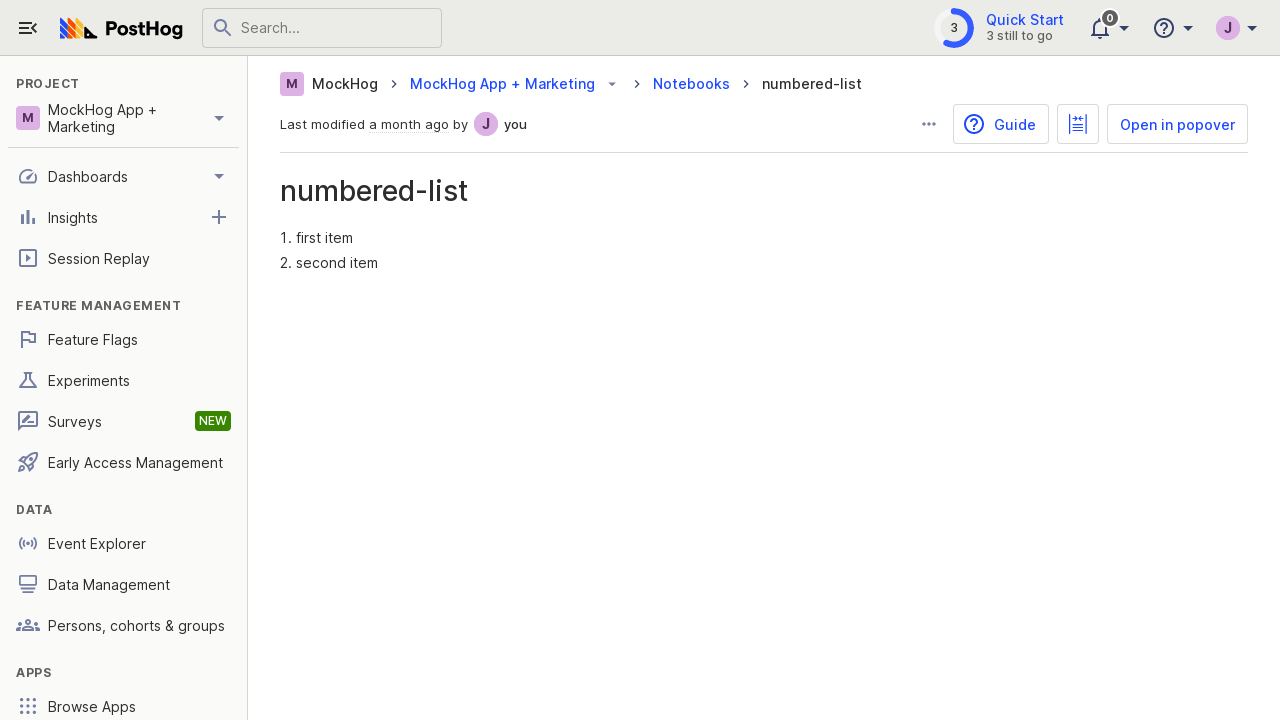 PostHog
Search...
3
Quick Start
3 still to go
0
J
PROJECT
M
MockHog App +
Marketing
Dashboards
Insights
Session Replay
FEATURE MANAGEMENT
Feature Flags
Experiments
Surveys
NEW
Early Access Management
DATA
Event Explorer
Data Management
Persons, cohorts & groups
APPS
Browse Apps
M MockHog > MockHog App + Marketing > Notebooks > numbered-list
Last modified a month ago by J you
Guide
Open in popover
numbered-list
1. first item
2. second item